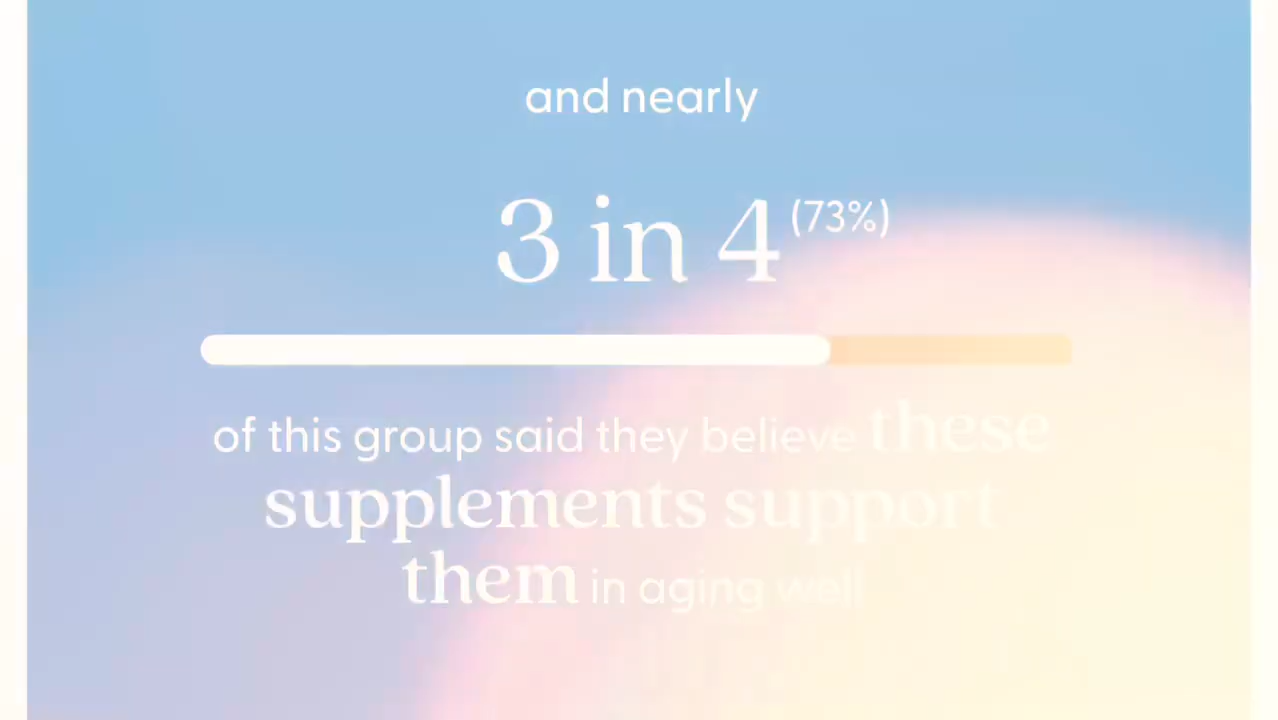 and nearly
3 in 4 (73%)
of this group said they believe these
supplements support
them in aging well